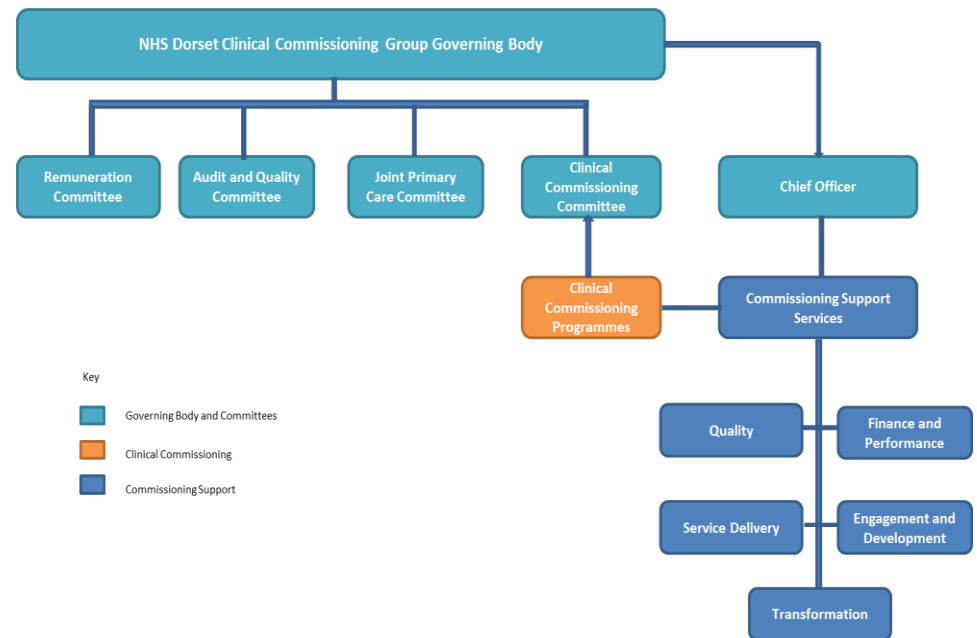 NHS Dorset Clinical Commissioning Group Governing Body
Remuneration
Committee
Audit and Quality
Committee
Joint Primary
Care Committee
Clinical
Commissioning
Committee
Chief Officer
Clinical
Commissioning
Programmes
Commissioning Support
Services
Key
Governing Body and Committees
Clinical Commissioning
Commissioning Support
Quality
Finance and
Performance
Service Delivery
Engagement and
Development
Transformation